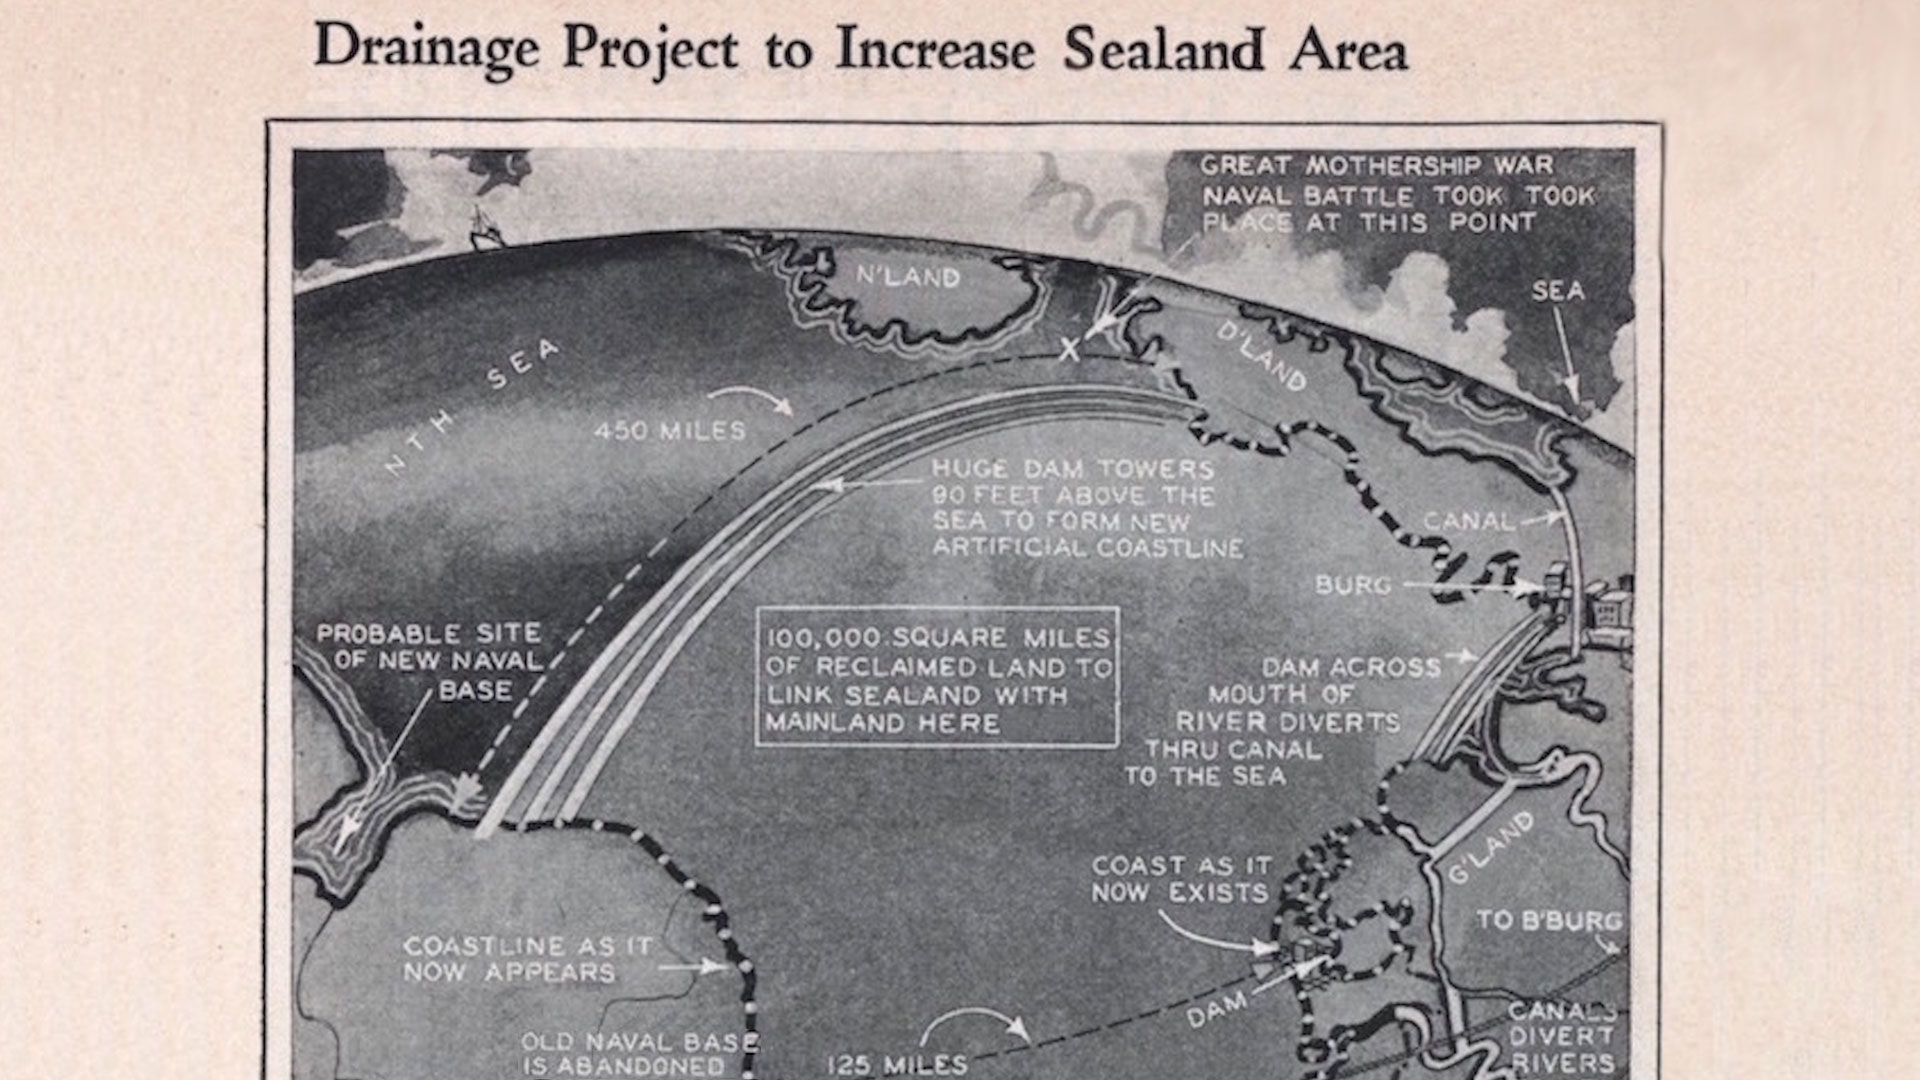 Drainage Project to Increase Sealand Area
GREAT MOTHERSHIP WAR
NAVAL BATTLE TOOK TOOK
PLACE AT THIS POINT
N'LAND
SEA
D'LAND
X
NTH SEA
450 MILES
HUGE DAM TOWERS
90 FEET ABOVE THE
SEA TO FORM NEW
ARTIFICIAL COASTLINE
CANAL
BURG
PROBABLE SITE
OF NEW NAVAL
BASE
100,000 SQUARE MILES
OF RECLAIMED LAND TO
LINK SEALAND WITH
MAINLAND HERE
DAM ACROSS
MOUTH OF
RIVER DIVERTS
THRU CANAL
TO THE SEA
G'LAND
COAST AS IT
NOW EXISTS
TO B'BURG
COASTLINE AS IT
NOW APPEARS
DAM
CANALS
DIVERT
RIVERS
OLD NAVAL BASE
IS ABANDONED
125 MILES